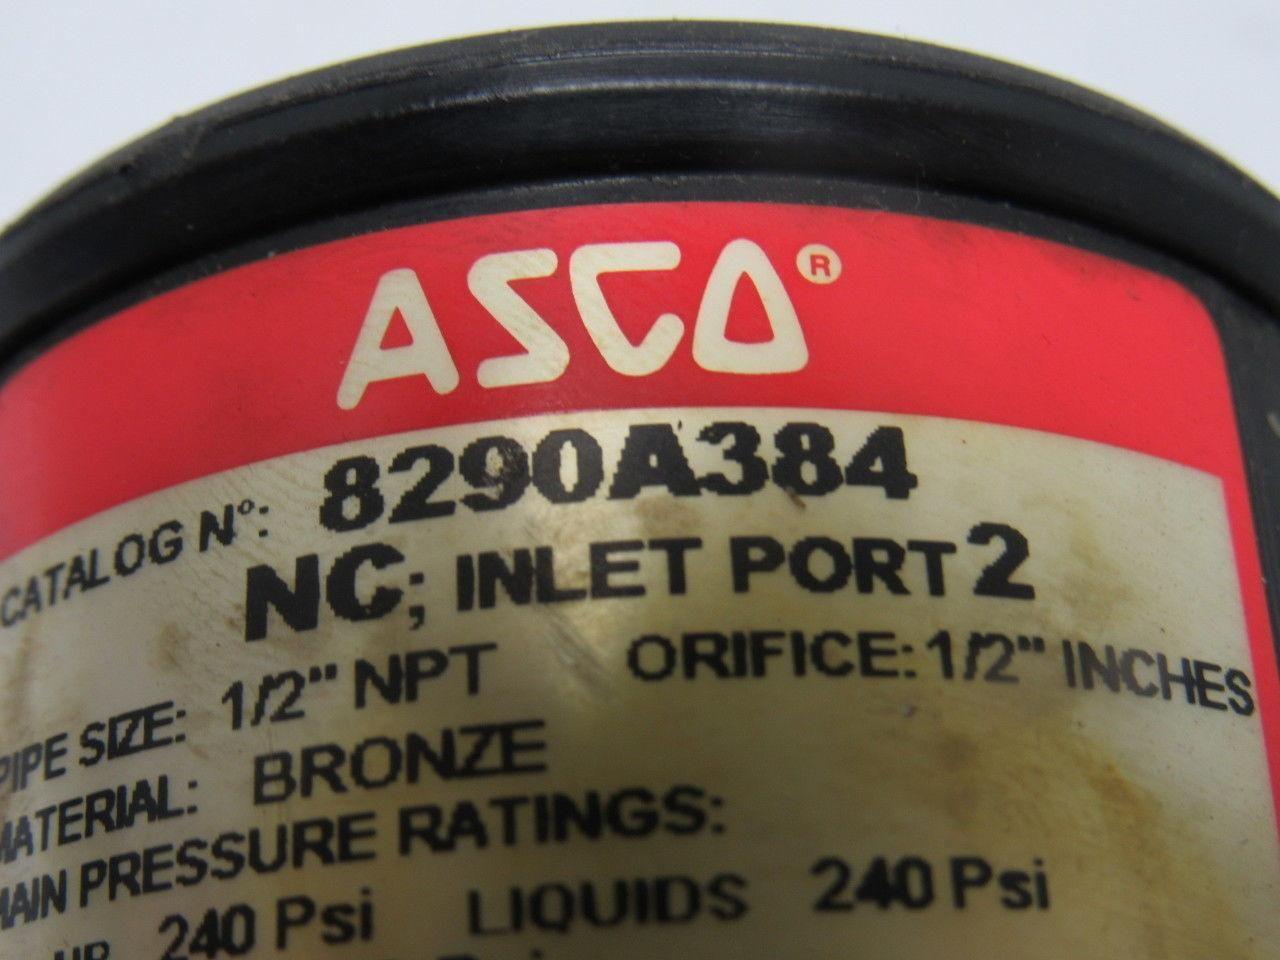 ASCO®
CATALOG N°: 8290A384
NC; INLET PORT 2
PIPE SIZE: 1/2" NPT ORIFICE: 1/2" INCHES
MATERIAL: BRONZE
MAIN PRESSURE RATINGS:
240 Psi LIQUIDS 240 Psi